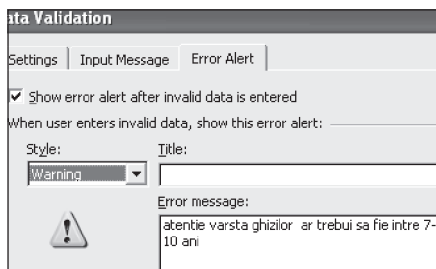 ata Validation
Settings
Input Message
Error Alert
Show error alert after invalid data is entered
When user enters invalid data, show this error alert:
Style:
Title:
Warning
Error message:
atentie varsta ghizilor ar trebui sa fie intre 7-
10 ani